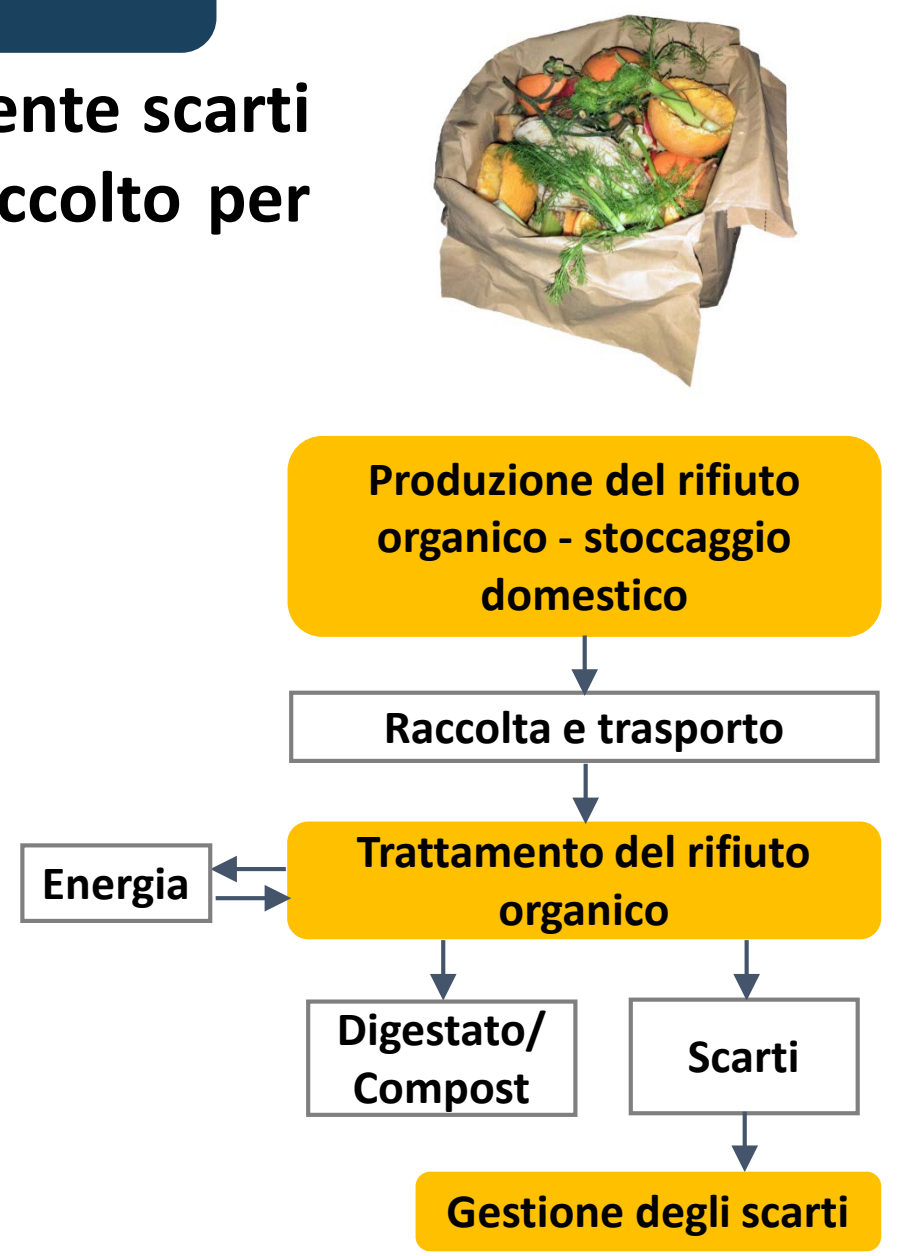 ente scarti
ccolto per
Produzione del rifiuto
organico - stoccaggio
domestico
Raccolta e trasporto
Trattamento del rifiuto
organico
Energia
Digestato/
Compost
Scarti
Gestione degli scarti